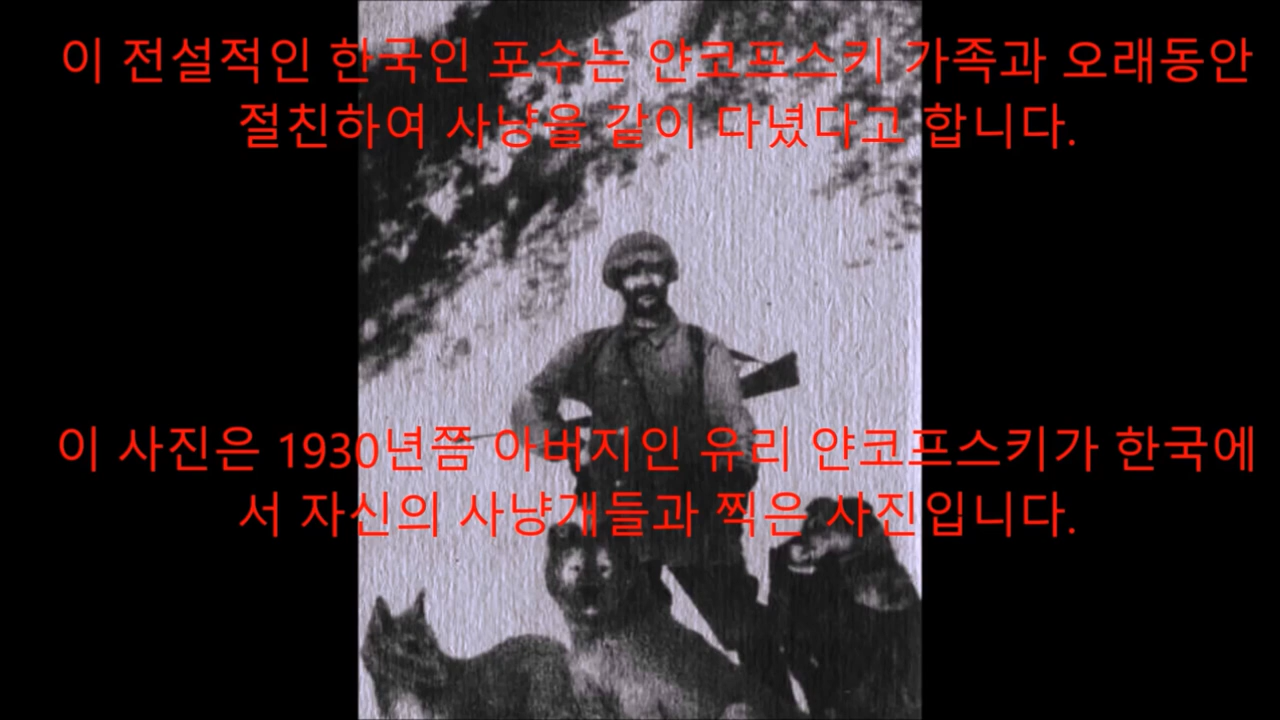 이 전설적인 한국인 포수는 얀코프스키 가족과 오래동안
절친하여 사냥을 같이 다녔다고 합니다.
이 사진은 1930년쯤 아버지인 유리 얀코프스키가 한국에
서 자신의 사냥개들과 찍은 사진입니다.